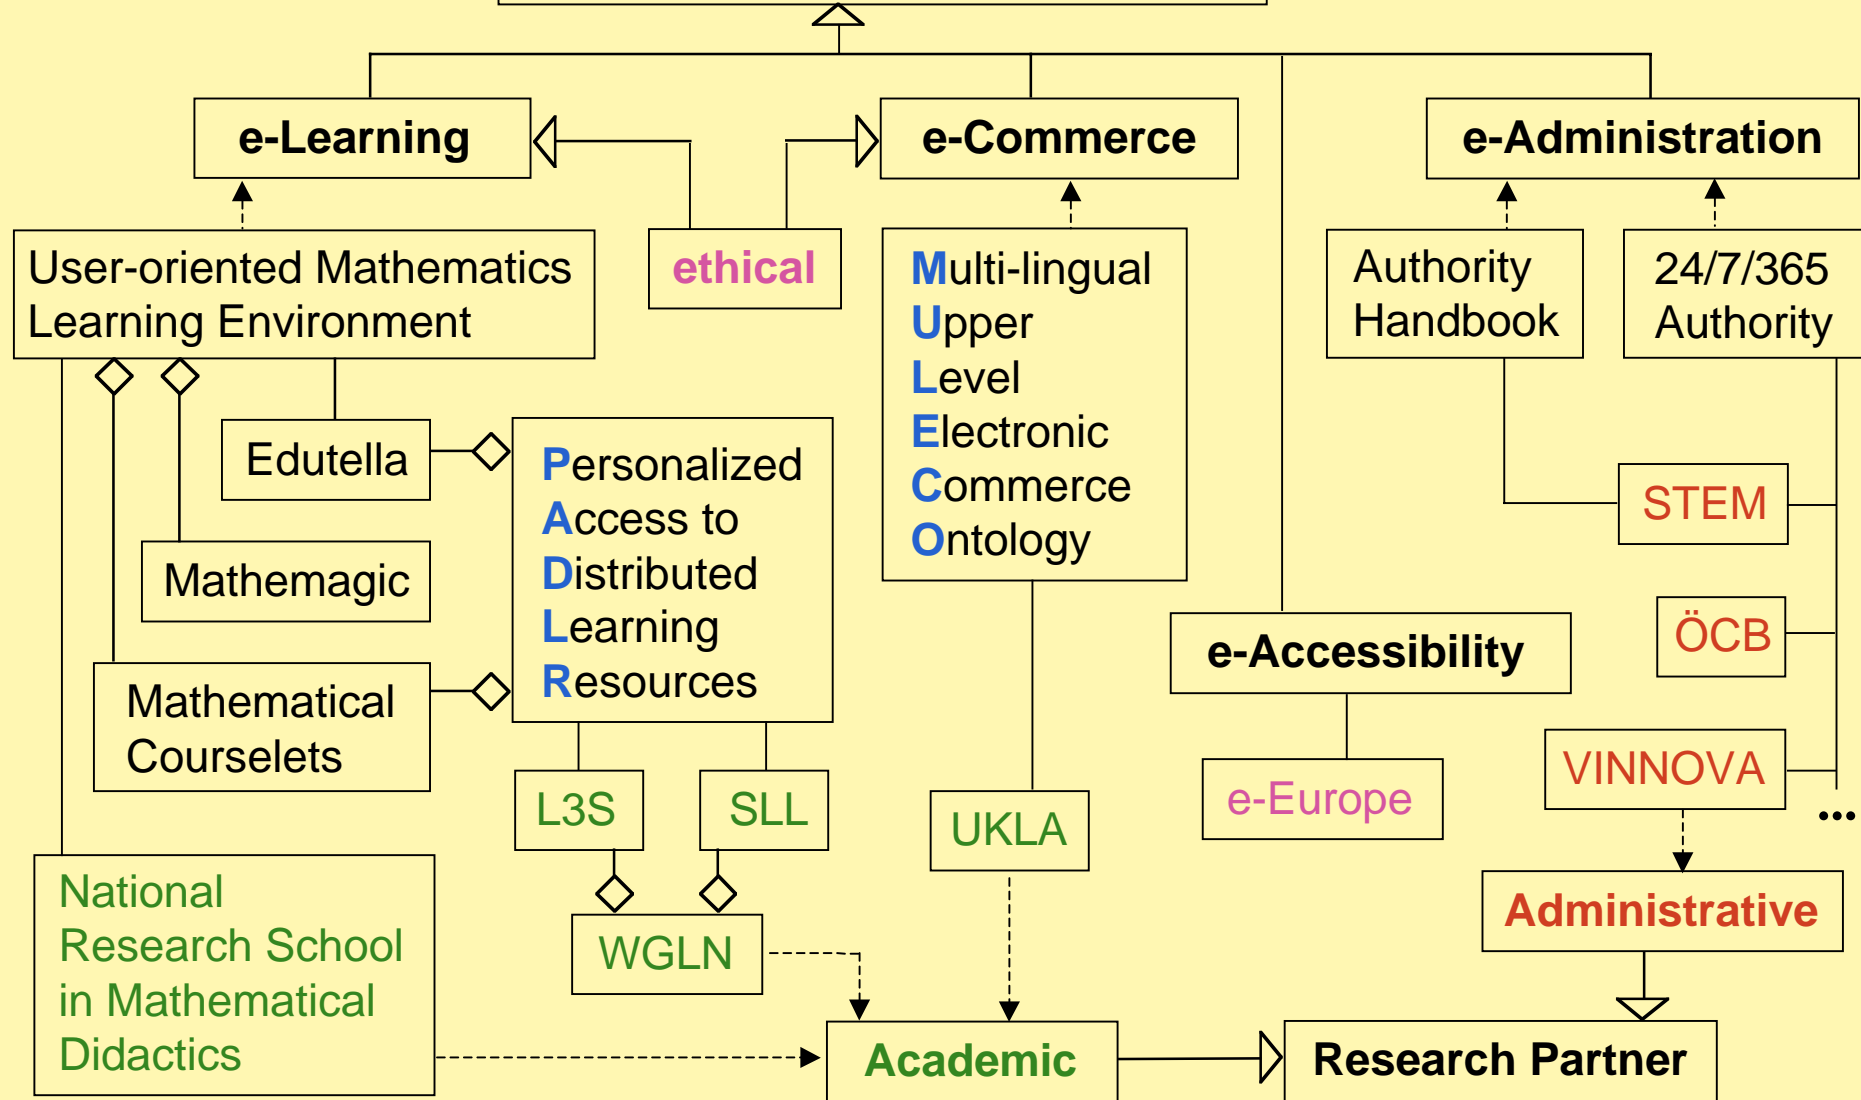 e-Learning
e-Commerce
e-Administration
User-oriented Mathematics
Learning Environment
ethical
Multi-lingual
Upper
Level
Electronic
Commerce
Ontology
Authority
Handbook
24/7/365
Authority
Edutella
Personalized
Access to
Distributed
Learning
Resources
STEM
Mathemagic
ÖCB
e-Accessibility
Mathematical
Courselets
VINNOVA
L3S
SLL
UKLA
e-Europe
...
National
Research School
in Mathematical
Didactics
WGLN
Administrative
Academic
Research Partner